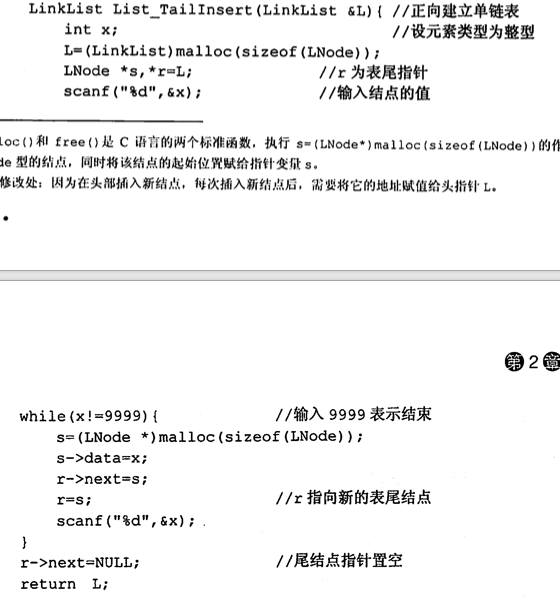 LinkList List_TailInsert(LinkList &L){ //正向建立单链表
int x; //设元素类型为整型
L=(LinkList)malloc(sizeof(LNode));
LNode *s,*r=L; //r 为表尾指针
scanf("%d",&x); //输入结点的值
loc()和 free()是 C 语言的两个标准函数，执行 s=(LNode*)malloc(sizeof(LNode))的作
de 型的结点，同时将该结点的起始位置赋给指针变量 s。
修改处：因为在头部插入新结点，每次插入新结点后，需要将它的地址赋值给头指针 L。
第 2 章
while(x!=9999){ //输入 9999 表示结束
s=(LNode *)malloc(sizeof(LNode));
s->data=x;
r->next=s;
r=s; //r 指向新的表尾结点
scanf("%d",&x);
}
r->next=NULL; //尾结点指针置空
return L;